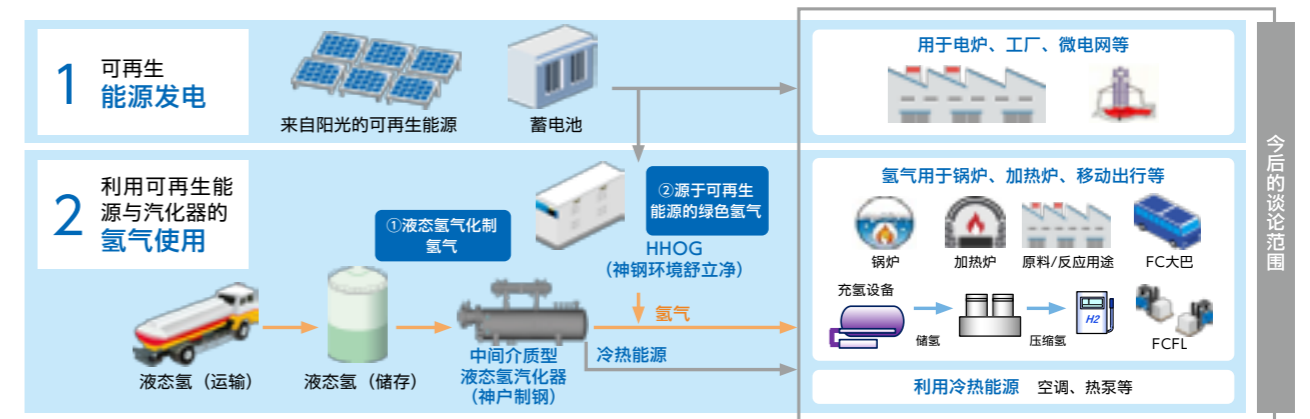 1
可再生
能源发电
来自阳光的可再生能源
蓄电池
用于电炉、工厂、微电网等
2
利用可再生能
源与汽化器的
氢气使用
①液态氢气化制
氢气
②源于可再生
能源的绿色氢气
HHOG
（神钢环境舒立净）
氢气
液态氢（运输）
液态氢（储存）
中间介质型
液态氢汽化器
（神户制钢）
冷热能源
氢气用于锅炉、加热炉、移动出行等
锅炉
加热炉
原料/反应用途
FC大巴
充氢设备
储氢
压缩氢
H2
FCFL
利用冷热能源 空调、热泵等
今后的谈论范围